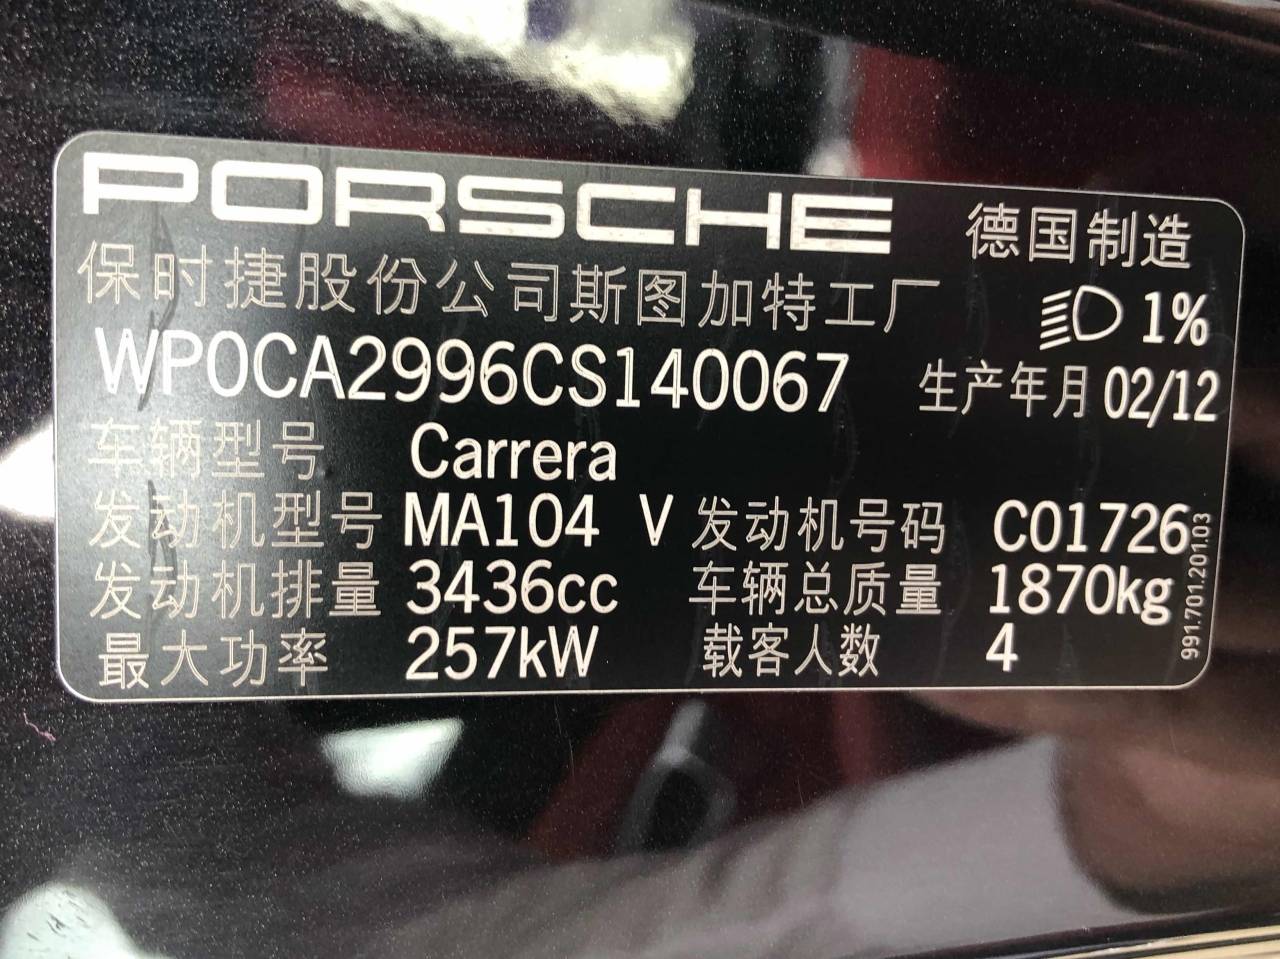 PORSCHE 德国制造
保时捷股份公司斯图加特工厂 1%
WP0CA2996CS140067 生产年月 02/12
车辆型号 Carrera
发动机型号 MA104 V 发动机号码 C01726
发动机排量 3436cc 车辆总质量 1870kg
最大功率 257kW 载客人数 4
991.701.201.03